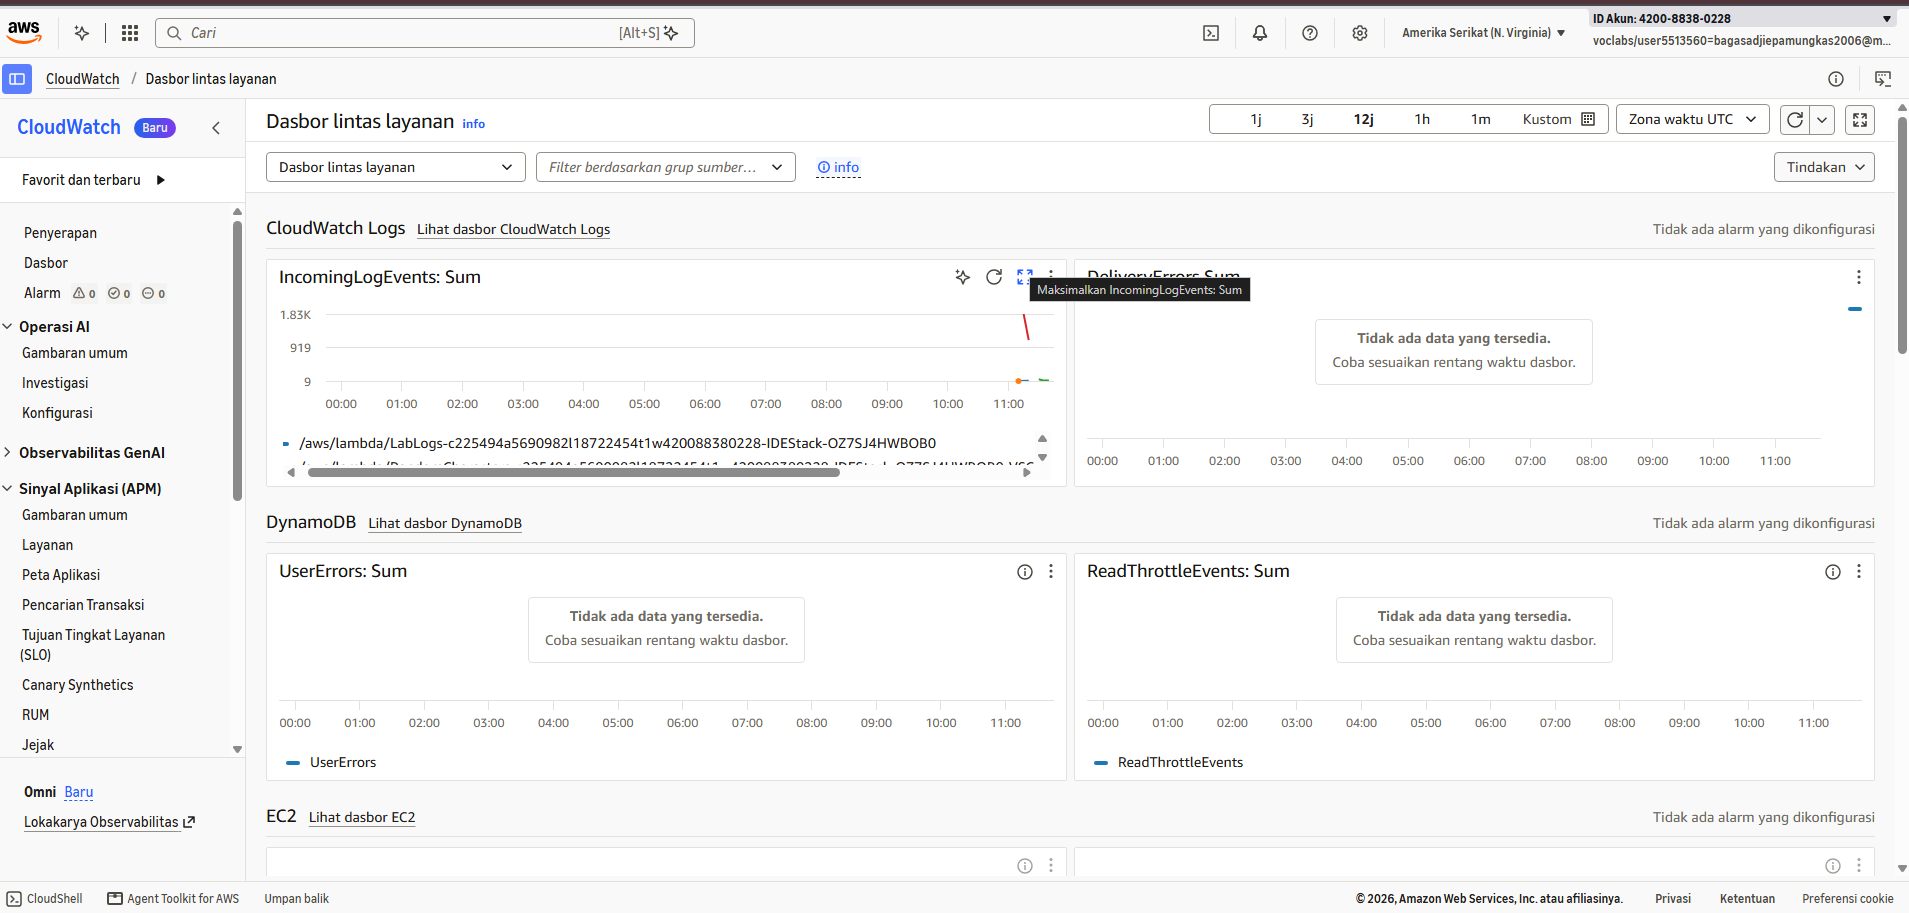 aws
Cari
[Alt+S]
Amerika Serikat (N. Virginia)
ID Akun: 4200-8838-0228
voclabs/user5513560=bagasadjiepamungkas2006@m...
CloudWatch / Dasbor lintas layanan
CloudWatch
Baru
Favorit dan terbaru
Penyerapan
Dasbor
Alarm 0 0 0
Operasi AI
Gambaran umum
Investigasi
Konfigurasi
Observabilitas GenAI
Sinyal Aplikasi (APM)
Gambaran umum
Layanan
Peta Aplikasi
Pencarian Transaksi
Tujuan Tingkat Layanan
(SLO)
Canary Synthetics
RUM
Jejak
Omni Baru
Lokakarya Observabilitas
Dasbor lintas layanan info
1j 3j 12j 1h 1m Kustom
Zona waktu UTC
Dasbor lintas layanan
Filter berdasarkan grup sumber...
info
Tindakan
CloudWatch Logs Lihat dasbor CloudWatch Logs
Tidak ada alarm yang dikonfigurasi
IncomingLogEvents: Sum
Maksimalkan IncomingLogEvents: Sum
1.83K
919
9
00:00 01:00 02:00 03:00 04:00 05:00 06:00 07:00 08:00 09:00 10:00 11:00
/aws/lambda/LabLogs-c225494a5690982l18722454t1w420088380228-IDEStack-OZ7SJ4HWBOB0
DeliveryErrors Sum
Tidak ada data yang tersedia.
Coba sesuaikan rentang waktu dasbor.
00:00 01:00 02:00 03:00 04:00 05:00 06:00 07:00 08:00 09:00 10:00 11:00
DynamoDB Lihat dasbor DynamoDB
Tidak ada alarm yang dikonfigurasi
UserErrors: Sum
Tidak ada data yang tersedia.
Coba sesuaikan rentang waktu dasbor.
00:00 01:00 02:00 03:00 04:00 05:00 06:00 07:00 08:00 09:00 10:00 11:00
UserErrors
ReadThrottleEvents: Sum
Tidak ada data yang tersedia.
Coba sesuaikan rentang waktu dasbor.
00:00 01:00 02:00 03:00 04:00 05:00 06:00 07:00 08:00 09:00 10:00 11:00
ReadThrottleEvents
EC2 Lihat dasbor EC2
Tidak ada alarm yang dikonfigurasi
CloudShell
Agent Toolkit for AWS
Umpan balik
© 2026, Amazon Web Services, Inc. atau afiliasinya.
Privasi
Ketentuan
Preferensi cookie